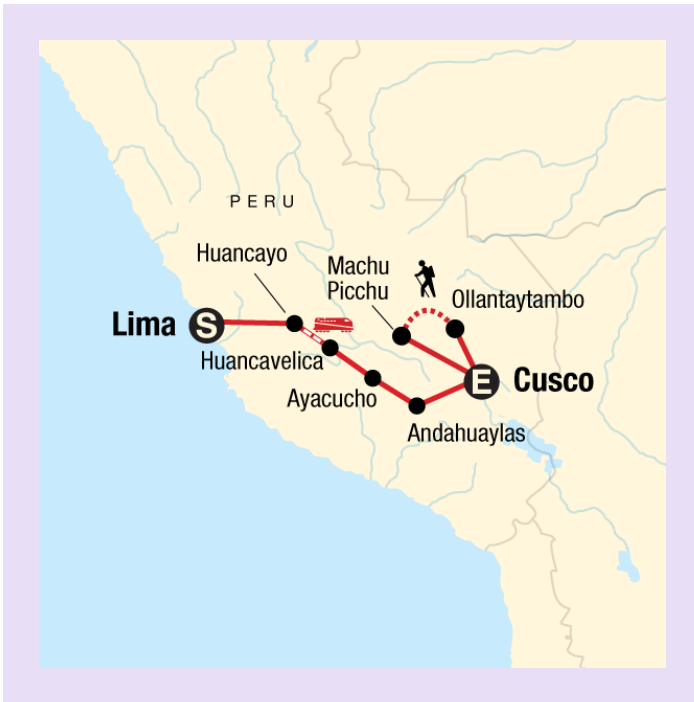 PERU
Huancayo
Machu
Picchu
Ollantaytambo
Lima S
Huancavelica
E Cusco
Ayacucho
Andahuaylas